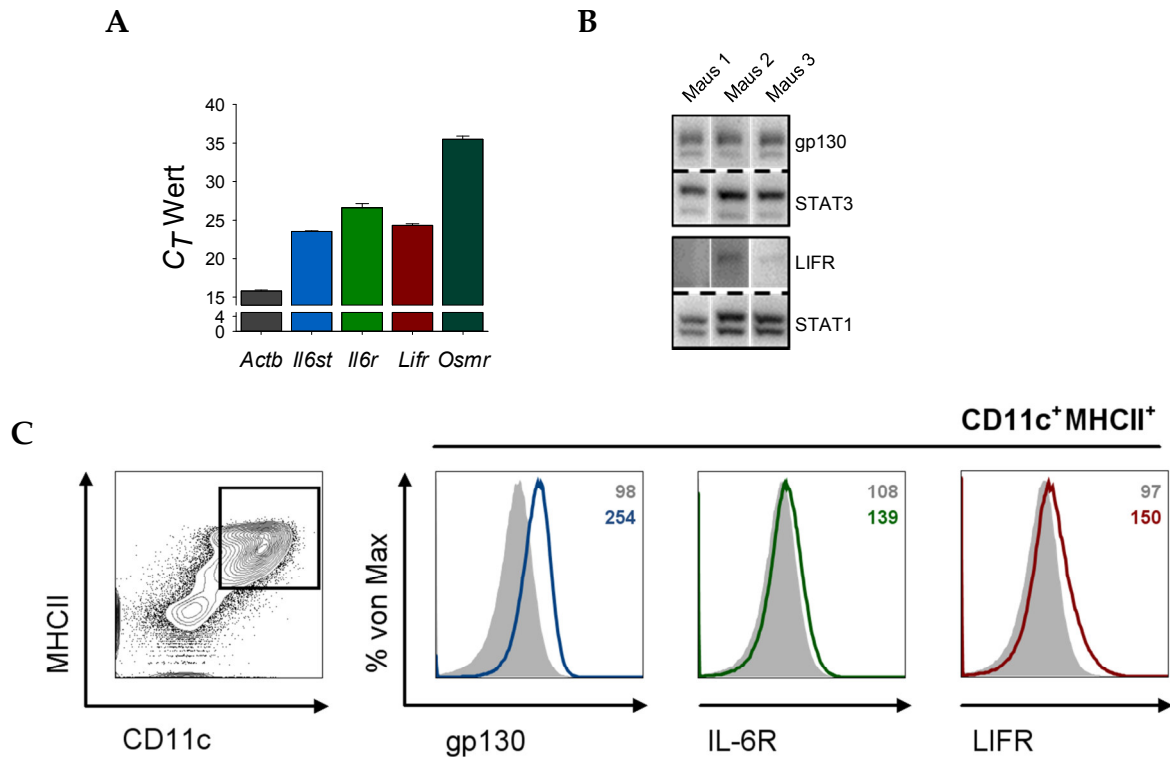 A
B
40
35
30
25
20
15
4
0
CT Wert
Actb Il6st Il6r Lifr Osmr
Maus 1 Maus 2 Maus 3
gp130
STAT3
LIFR
STAT1
C
CD11c+MHCII+
MHCII
CD11c
% von Max
98
254
gp130
108
139
IL-6R
97
150
LIFR